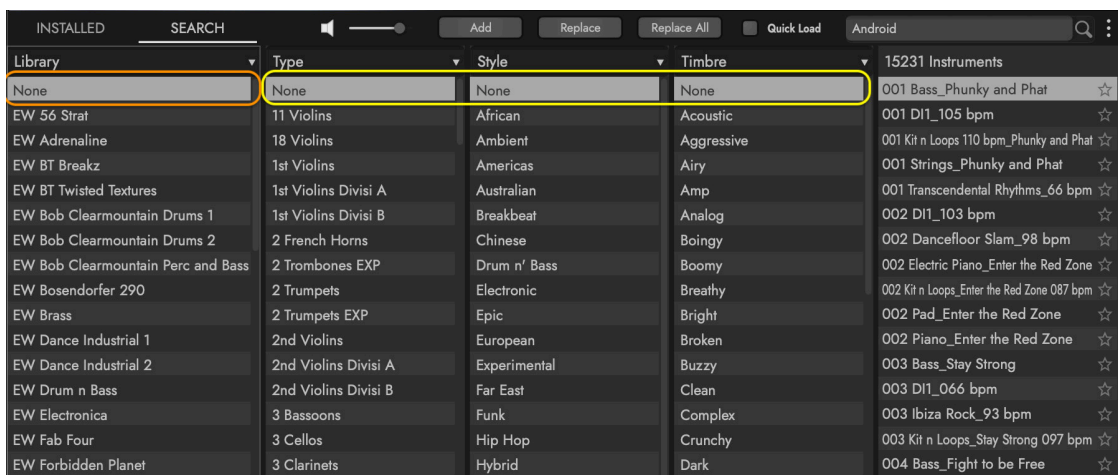 INSTALLED SEARCH Add Replace Replace All Quick Load Android
Library Type Style Timbre 15231 Instruments
None None None None 001 Bass_Phunky and Phat
EW 56 Strat 11 Violins African Acoustic 001 DI1_105 bpm
EW Adrenaline 18 Violins Ambient Aggressive 001 Kit n Loops 110 bpm_Phunky and Phat
EW BT Breakz 1st Violins Americas Airy 001 Strings_Phunky and Phat
EW BT Twisted Textures 1st Violins Divisi A Australian Amp 001 Transcendental Rhythms_66 bpm
EW Bob Clearmountain Drums 1 1st Violins Divisi B Breakbeat Analog 002 DI1_103 bpm
EW Bob Clearmountain Drums 2 2 French Horns Chinese Boingy 002 Dancefloor Slam_98 bpm
EW Bob Clearmountain Perc and Bass 2 Trombones EXP Drum n' Bass Boomy 002 Electric Piano_Enter the Red Zone
EW Bosendorfer 290 2 Trumpets Electronic Breathy 002 Kit n Loops_Enter the Red Zone 087 bpm
EW Brass 2 Trumpets EXP Epic Bright 002 Pad_Enter the Red Zone
EW Dance Industrial 1 2nd Violins European Broken 002 Piano_Enter the Red Zone
EW Dance Industrial 2 2nd Violins Divisi A Experimental Buzzy 003 Bass_Stay Strong
EW Drum n Bass 2nd Violins Divisi B Far East Clean 003 DI1_066 bpm
EW Electronica 3 Bassoons Funk Complex 003 Ibiza Rock_93 bpm
EW Fab Four 3 Cellos Hip Hop Crunchy 003 Kit n Loops_Stay Strong 097 bpm
EW Forbidden Planet 3 Clarinets Hybrid Dark 004 Bass_Fight to be Free